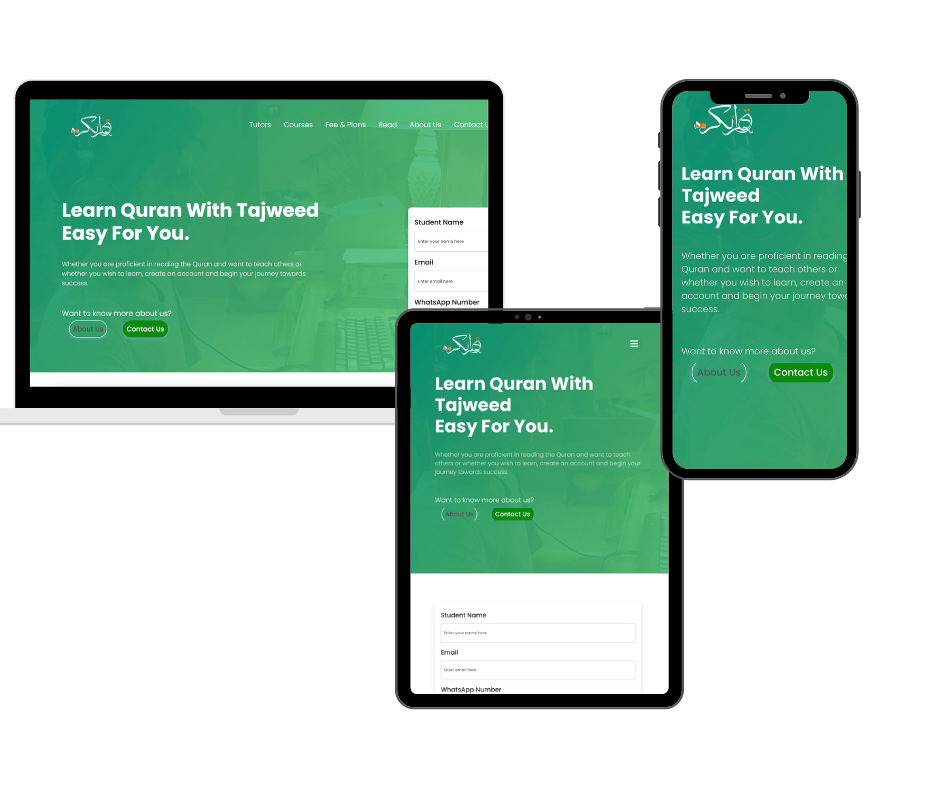 Tutors Courses Fee & Plans Read About Us Contact U
Learn Quran With Tajweed
Easy For You.
Whether you are proficient in reading the Quran and want to teach others or
whether you wish to learn, create an account and begin your journey towards
success.
Want to know more about us?
About Us Contact Us
Student Name
Enter your name here
Email
Enter email here
WhatsApp Number
Learn Quran With
Tajweed
Easy For You.
Whether you are proficient in reading the Quran and want to teach
others or whether you wish to learn, create an account and begin your
journey towards success.
Want to know more about us?
About Us Contact Us
Student Name
Enter your name here
Email
Enter email here
WhatsApp Number
Learn Quran With
Tajweed
Easy For You.
Whether you are proficient in reading
Quran and want to teach others or
whether you wish to learn, create an
account and begin your journey towa
success.
Want to know more about us?
About Us Contact Us